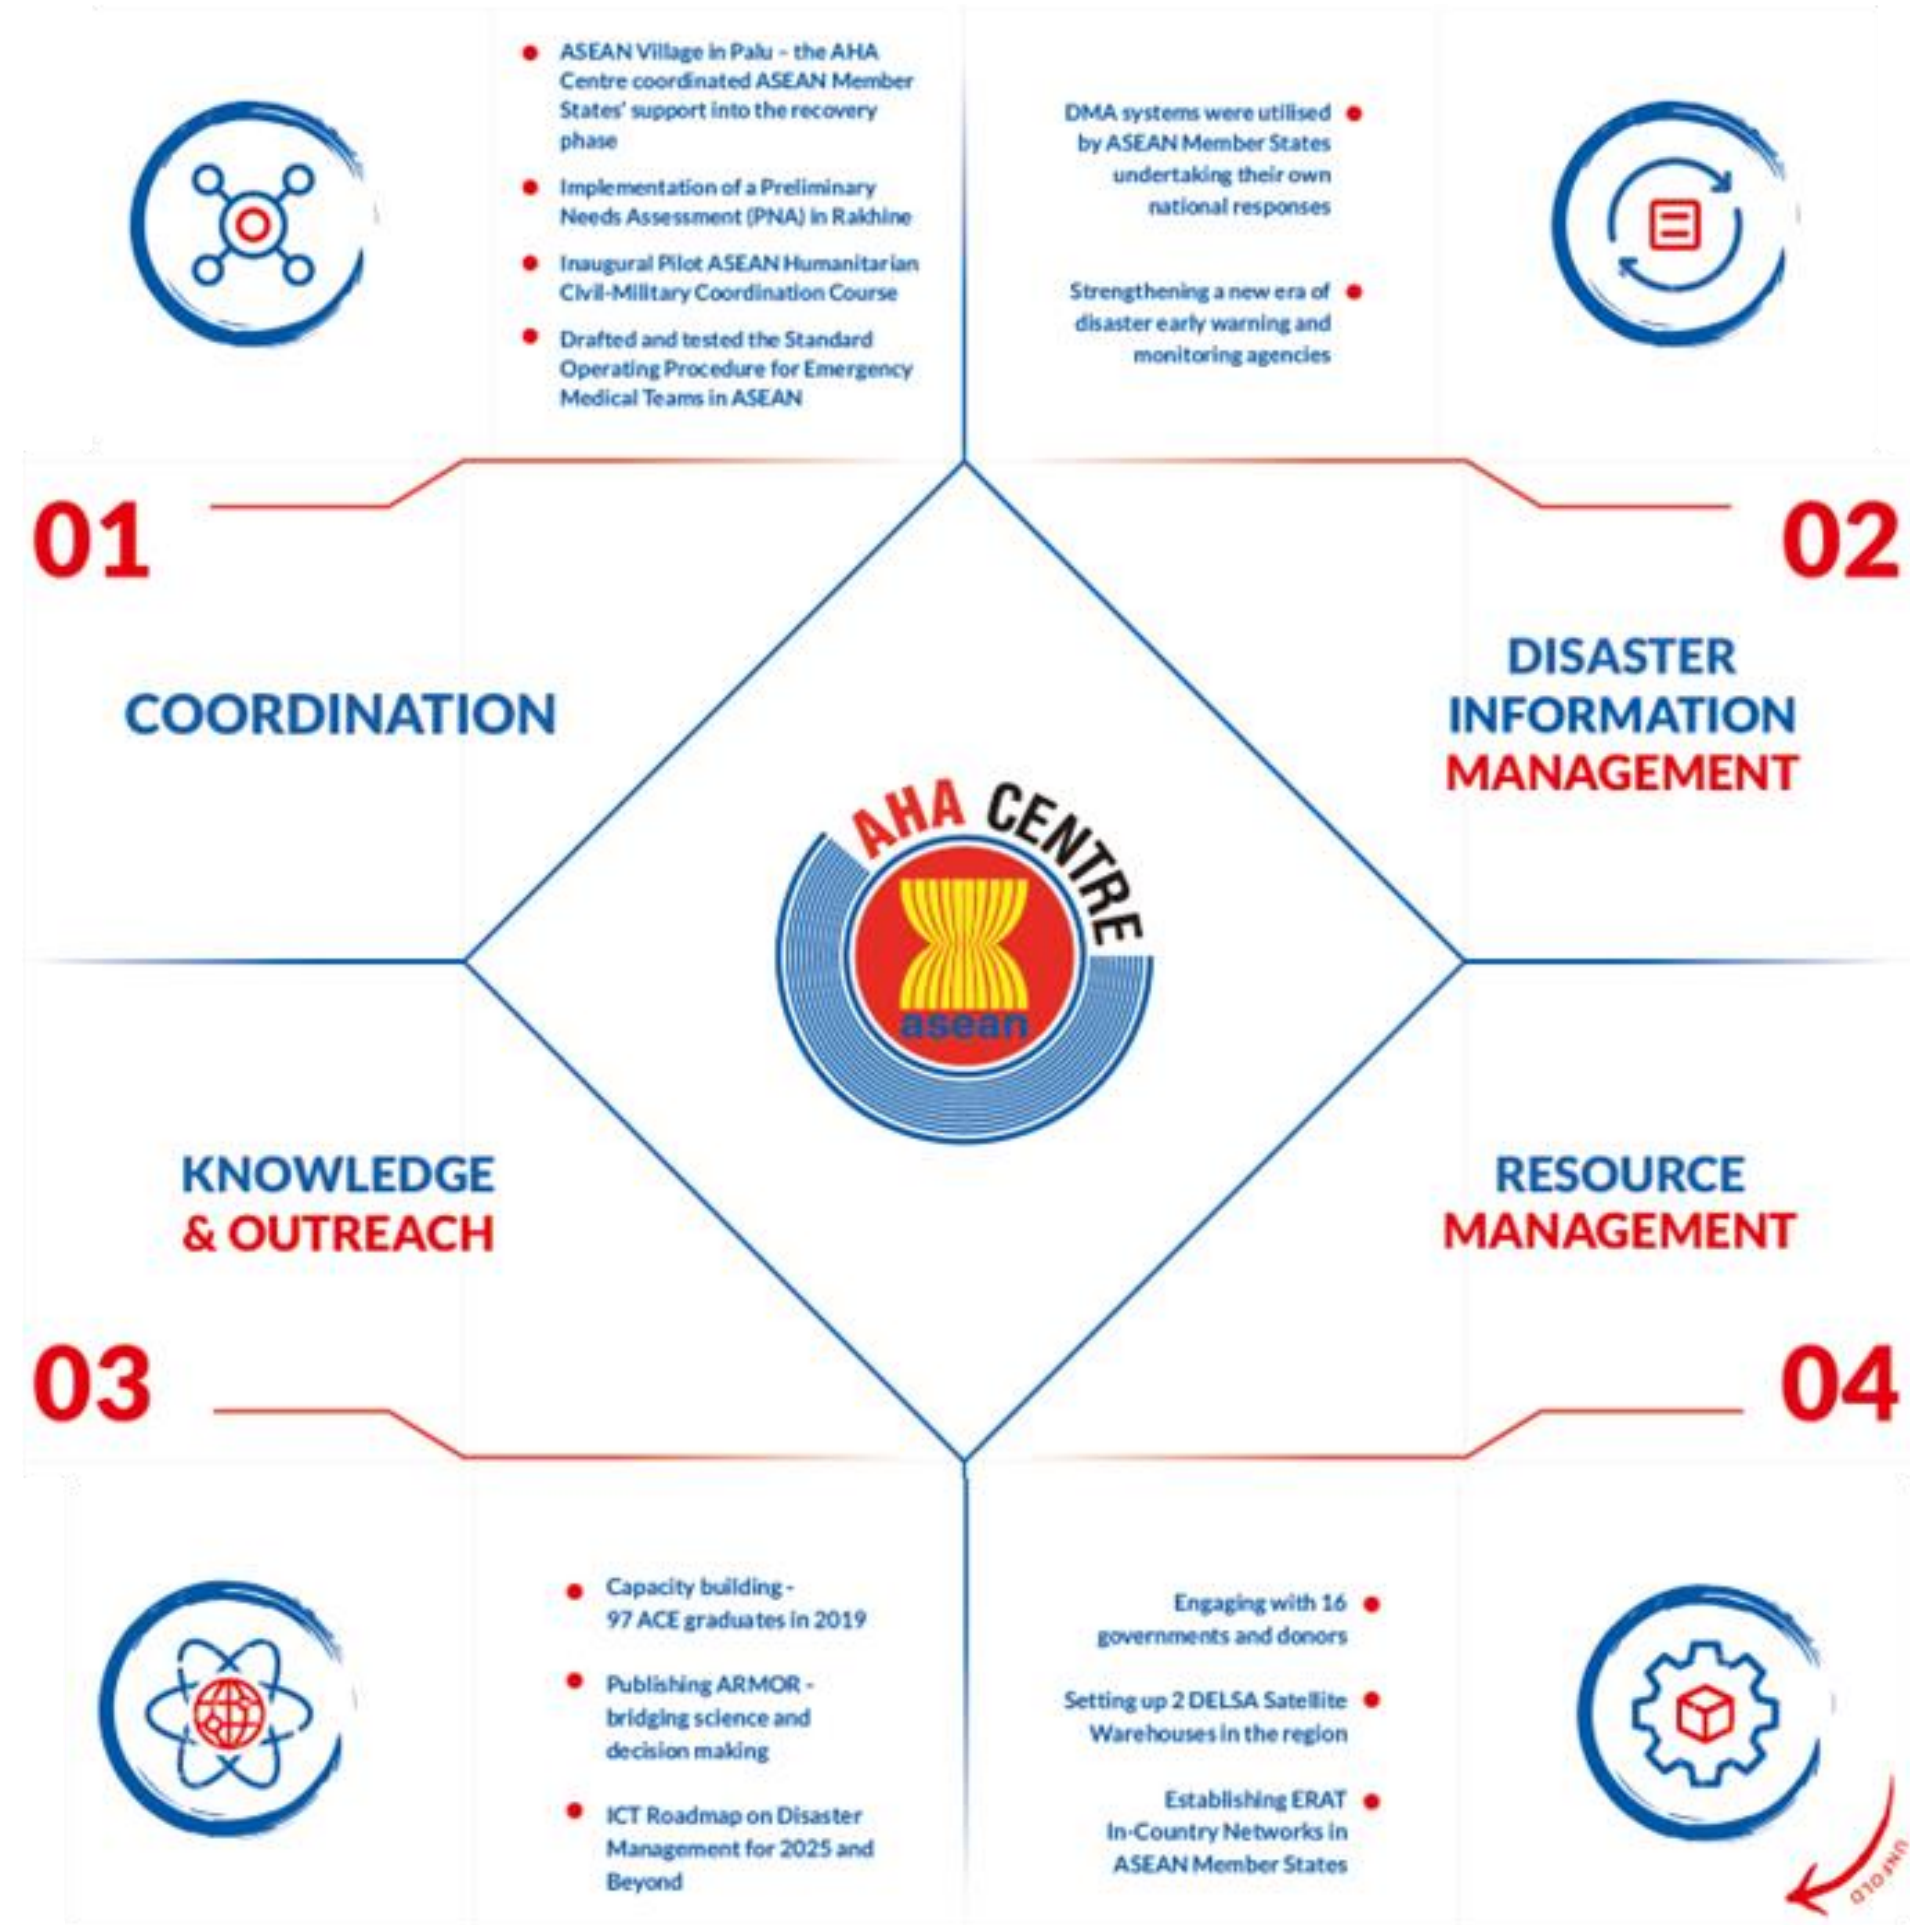 ASEAN Village in Palu – the AHA
Centre coordinated ASEAN Member
States' support into the recovery
phase
Implementation of a Preliminary
Needs Assessment (PNA) in Rakhine
Inaugural Pilot ASEAN Humanitarian
Civil-Military Coordination Course
Drafted and tested the Standard
Operating Procedure for Emergency
Medical Teams in ASEAN
01
COORDINATION
DMA systems were utilised
by ASEAN Member States
undertaking their own
national responses
Strengthening a new era of
disaster early warning and
monitoring agencies
02
DISASTER
INFORMATION
MANAGEMENT
AHA CENTRE
asean
KNOWLEDGE
& OUTREACH
03
Capacity building -
97 ACE graduates in 2019
Publishing ARMOR -
bridging science and
decision making
ICT Roadmap on Disaster
Management for 2025 and
Beyond
RESOURCE
MANAGEMENT
04
Engaging with 16
governments and donors
Setting up 2 DELSA Satellite
Warehouses in the region
Establishing ERAT
In-Country Networks in
ASEAN Member States
UNFOLD